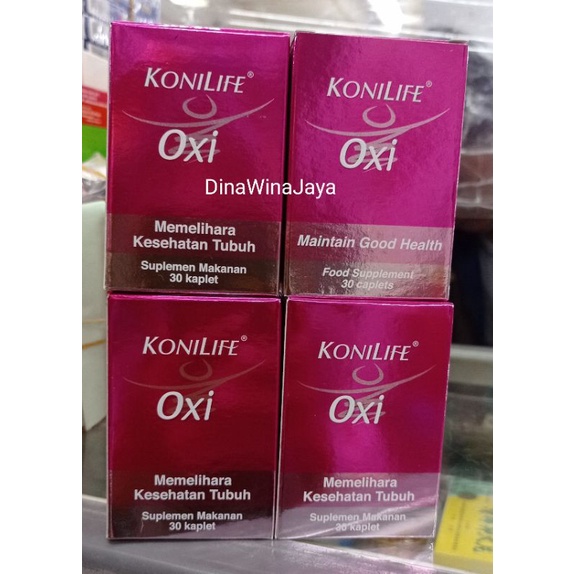 KONILIFE®
Oxi
Memelihara
Kesehatan Tubuh
Suplemen Makanan
30 kaplet
KONILIFE®
Oxi
Maintain Good Health
Food Supplement
30 caplets
DinaWinaJaya
KONILIFE®
Oxi
Memelihara
Kesehatan Tubuh
Suplemen Makanan
30 kaplet
KONILIFE®
Oxi
Memelihara
Kesehatan Tubuh
Suplemen Makanan
30 kaplet